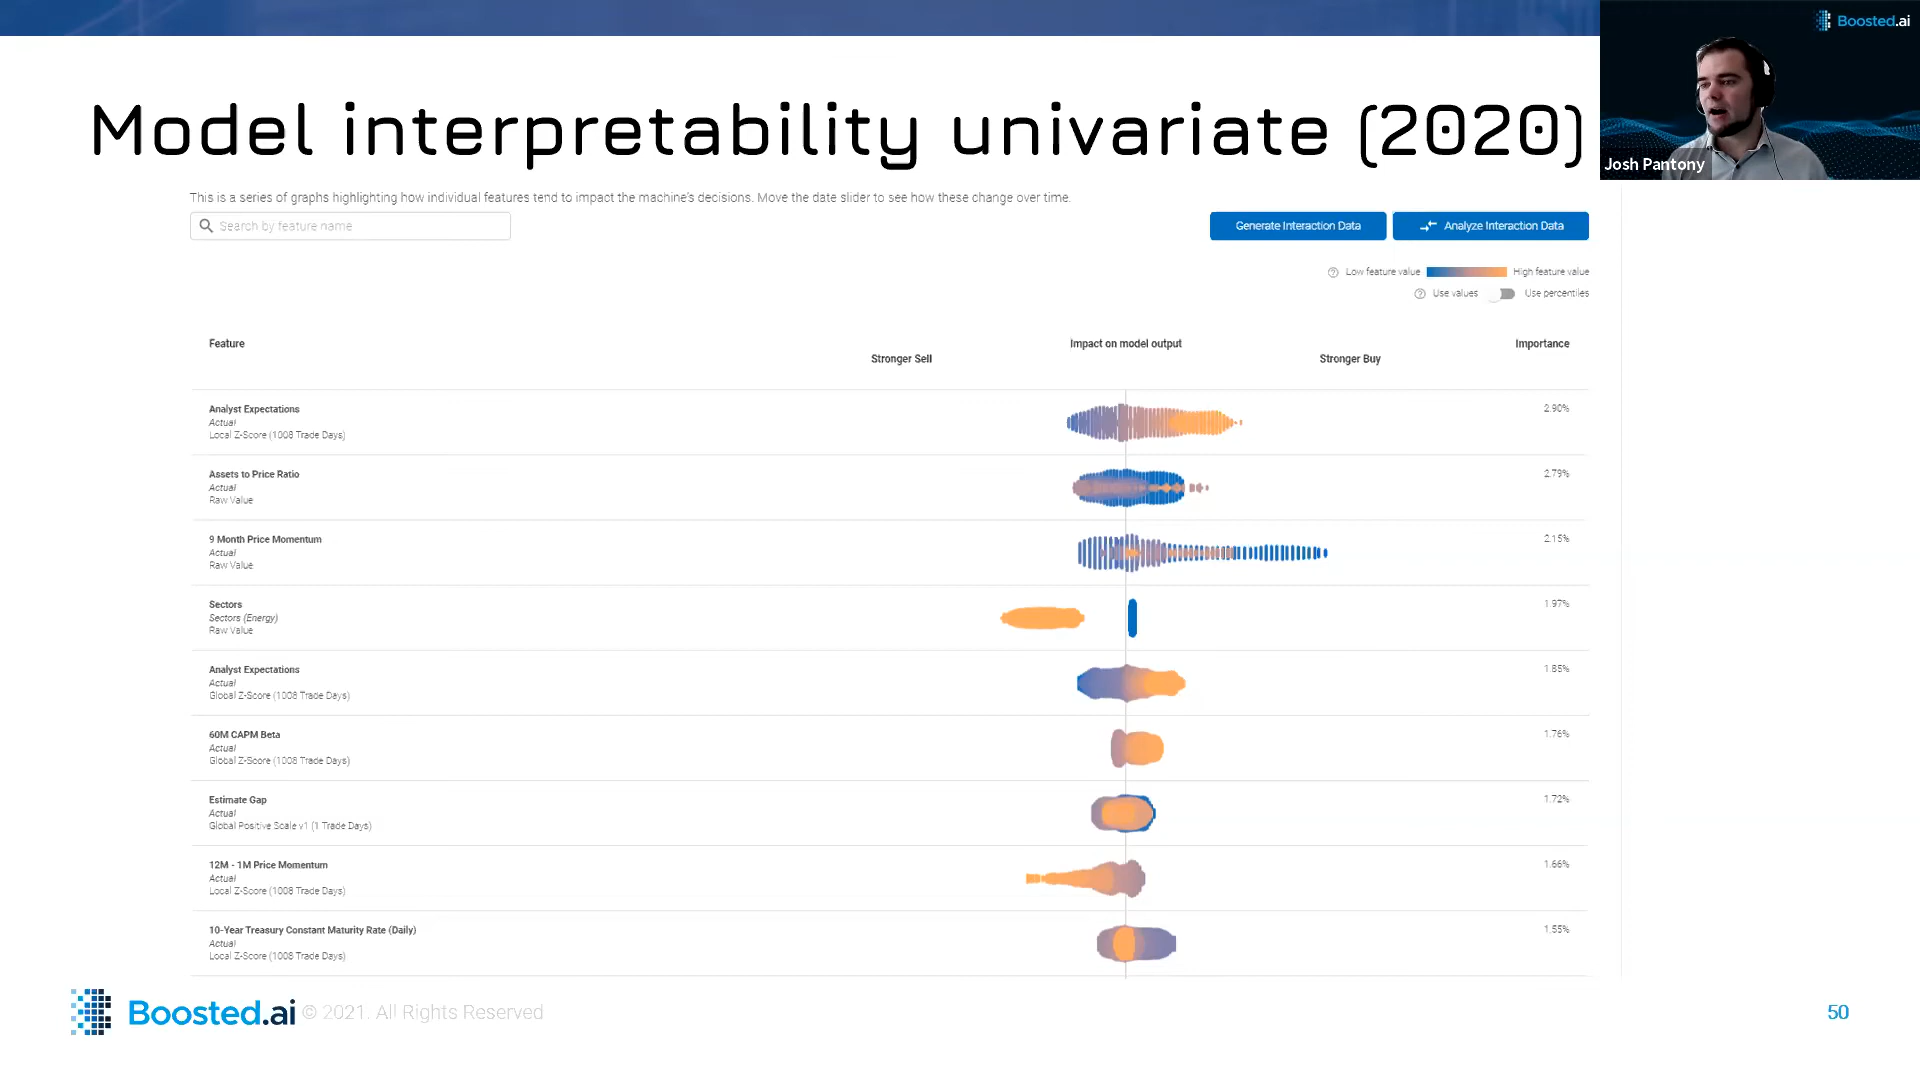 Boosted.ai
Model interpretability univariate (2020)
Josh Pantony
This is a series of graphs highlighting how individual features tend to impact the machine's decisions. Move the date slider to see how these change over time.
Search by feature name
Generate Interaction Data
Analyze Interaction Data
Low feature value High feature value
Use values Use percentiles
Feature Impact on model output Importance
Stronger Sell Stronger Buy
Analyst Expectations 2.90%
Actual
Local Z-Score (1008 Trade Days)
Assets to Price Ratio 2.79%
Actual
Raw Value
9 Month Price Momentum 2.15%
Actual
Raw Value
Sectors 1.97%
Sectors (Energy)
Raw Value
Analyst Expectations 1.85%
Actual
Global Z-Score (1008 Trade Days)
60M CAPM Beta 1.76%
Actual
Global Z-Score (1008 Trade Days)
Estimate Gap 1.72%
Actual
Global Positive Scale v1 (1 Trade Days)
12M - 1M Price Momentum 1.66%
Actual
Local Z-Score (1008 Trade Days)
10-Year Treasury Constant Maturity Rate (Daily) 1.55%
Actual
Local Z-Score (1008 Trade Days)
Boosted.ai © 2021. All Rights Reserved
50